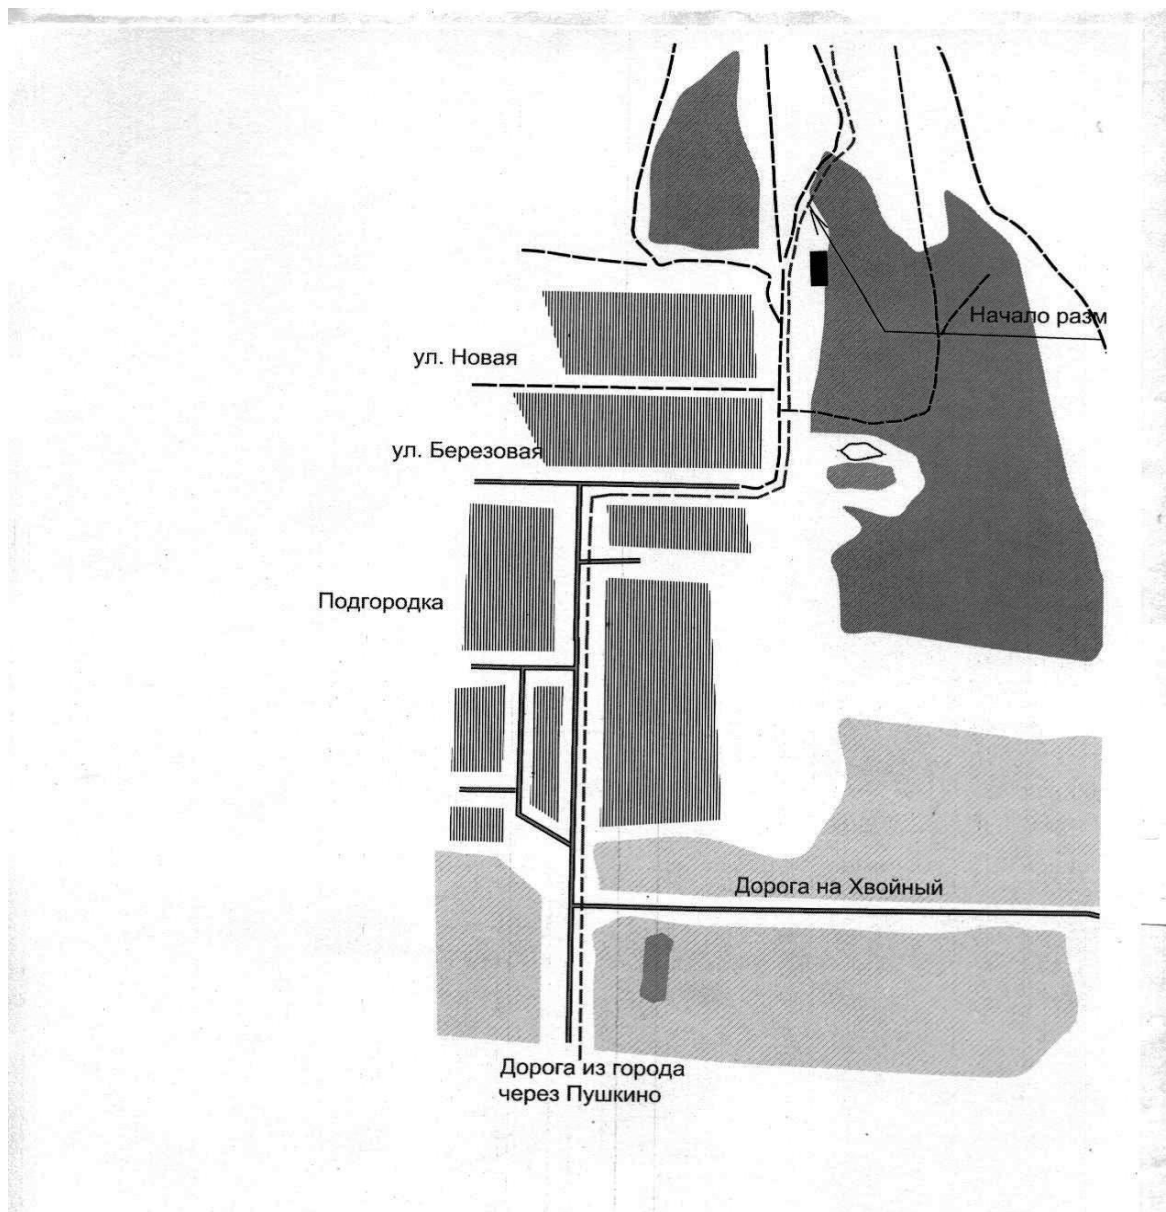 Начало разм
ул. Новая
ул. Березовая
Подгородка
Дорога на Хвойный
Дорога из города
через Пушкино